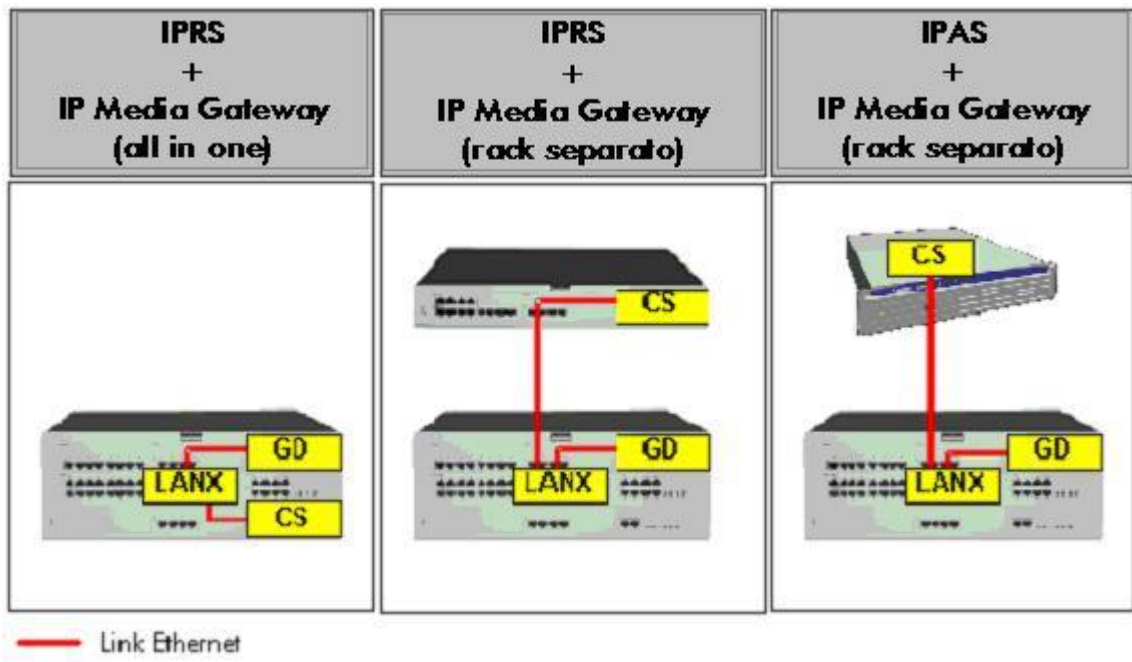 IPRS
+
IP Media Gateway
(all in one)
IPRS
+
IP Media Gateway
(rack separato)
IPAS
+
IP Media Gateway
(rack separato)
GD
LANX
CS
CS
GD
LANX
CS
GD
LANX
Link Ethernet